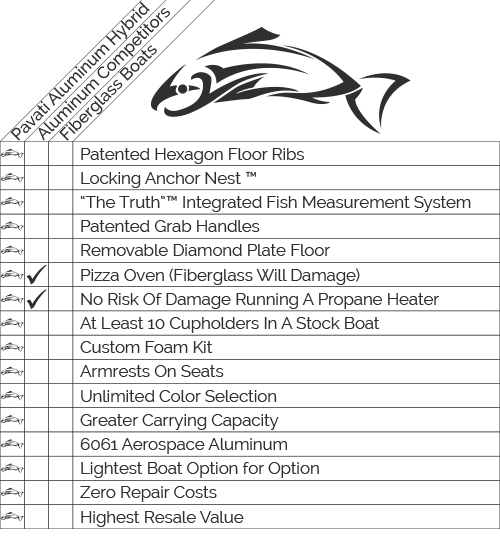 Pavati Aluminum Hybrid
Aluminum Competitors
Fiberglass Boats
Patented Hexagon Floor Ribs
Locking Anchor Nest ™
"The Truth"™ Integrated Fish Measurement System
Patented Grab Handles
Removable Diamond Plate Floor
Pizza Oven (Fiberglass Will Damage)
No Risk Of Damage Running A Propane Heater
At Least 10 Cupholders In A Stock Boat
Custom Foam Kit
Armrests On Seats
Unlimited Color Selection
Greater Carrying Capacity
6061 Aerospace Aluminum
Lightest Boat Option for Option
Zero Repair Costs
Highest Resale Value